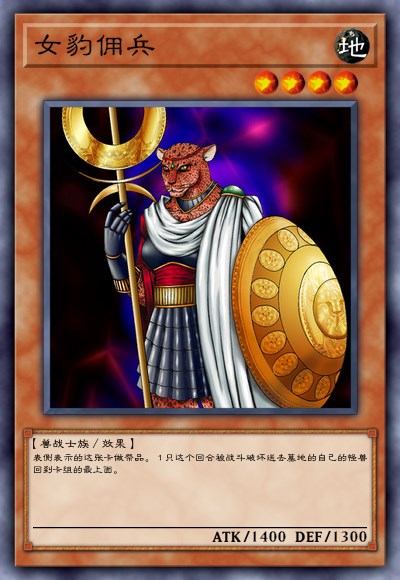 女豹佣兵
地
【兽战士族／效果】
表侧表示的这张卡做祭品。1只这个回合被战斗破坏送去墓地的自己的怪兽
回到卡组的最上面。
ATK/1400 DEF/1300